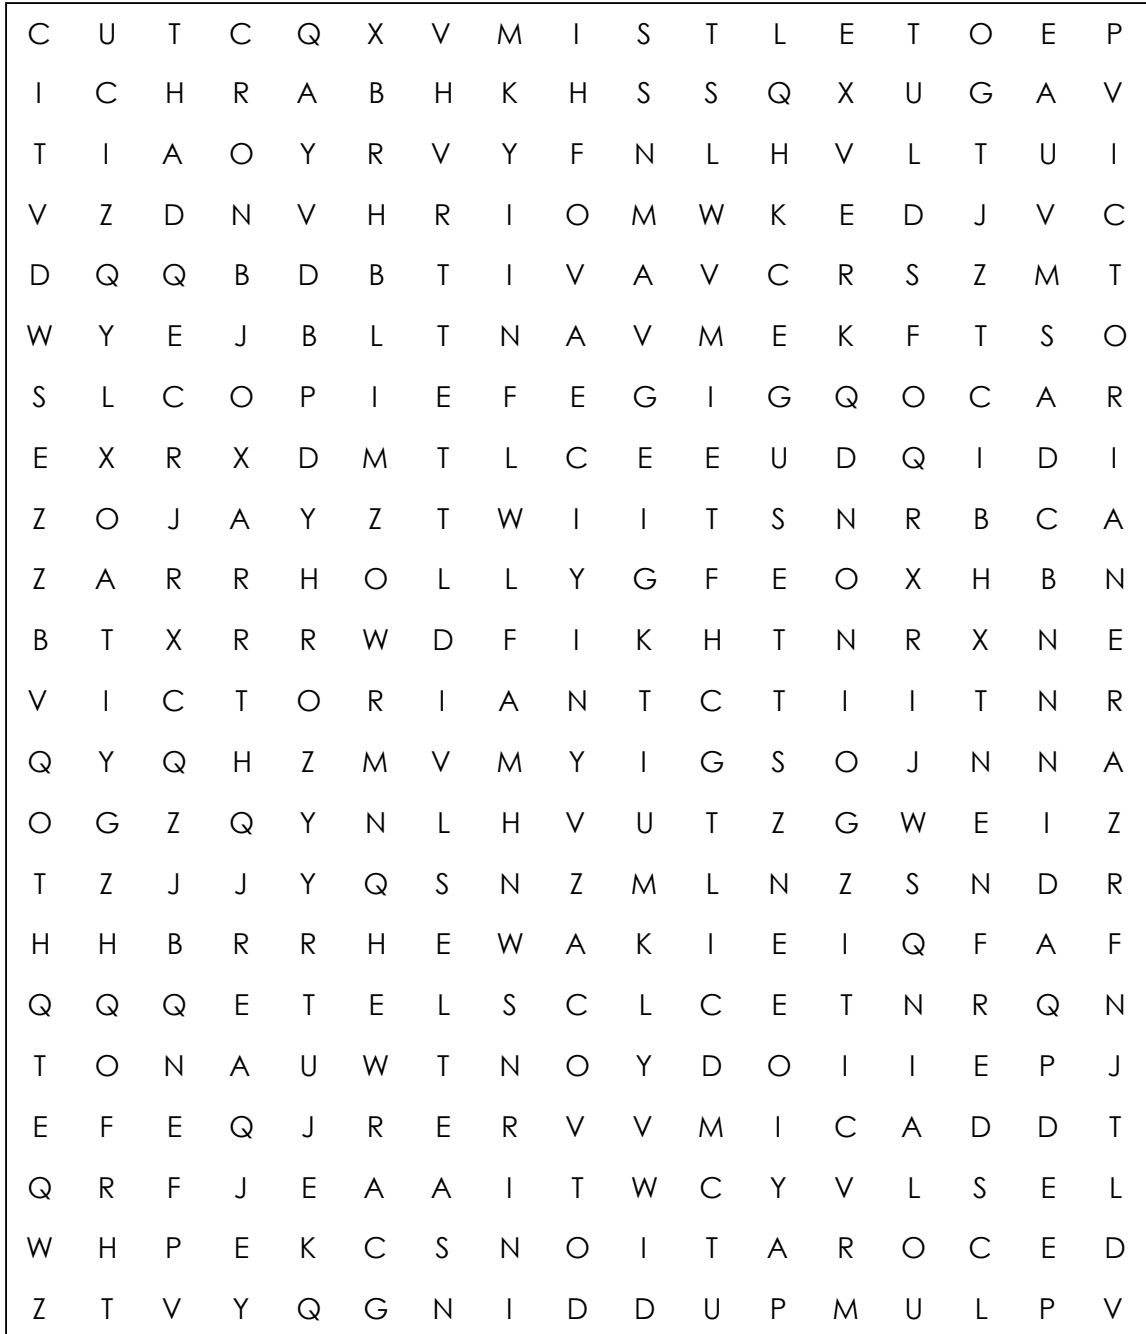 C U T C Q X V M I S T L E T O E P
I C H R A B H K H S S Q X U G A V
T I A O Y R V Y F N L H V L T U I
V Z D N V H R I O M W K E D J V C
D Q Q B D B T I V A V C R S Z M T
W Y E J B L T N A V M E K F T S O
S L C O P I E F E G I G Q O C A R
E X R X D M T L C E E U D Q I D I
Z O J A Y Z T W I I T S N R B C A
Z A R R H O L L Y G F E O X H B N
B T X R R W D F I K H T N R X N E
V I C T O R I A N T C T I I T N R
Q Y Q H Z M V M Y I G S O J N N A
O G Z Q Y N L H V U T Z G W E I Z
T Z J J Y Q S N Z M L N Z S N D R
H H B R R H E W A K I E I Q F A F
Q Q Q E T E L S C L C E T N R Q N
T O N A U W T N O Y D O I I E P J
E F E Q J R E R V V M I C A D D T
Q R F J E A A I T W C Y V L S E L
W H P E K C S N O I T A R O C E D
Z T V Y Q G N I D D U P M U L P V